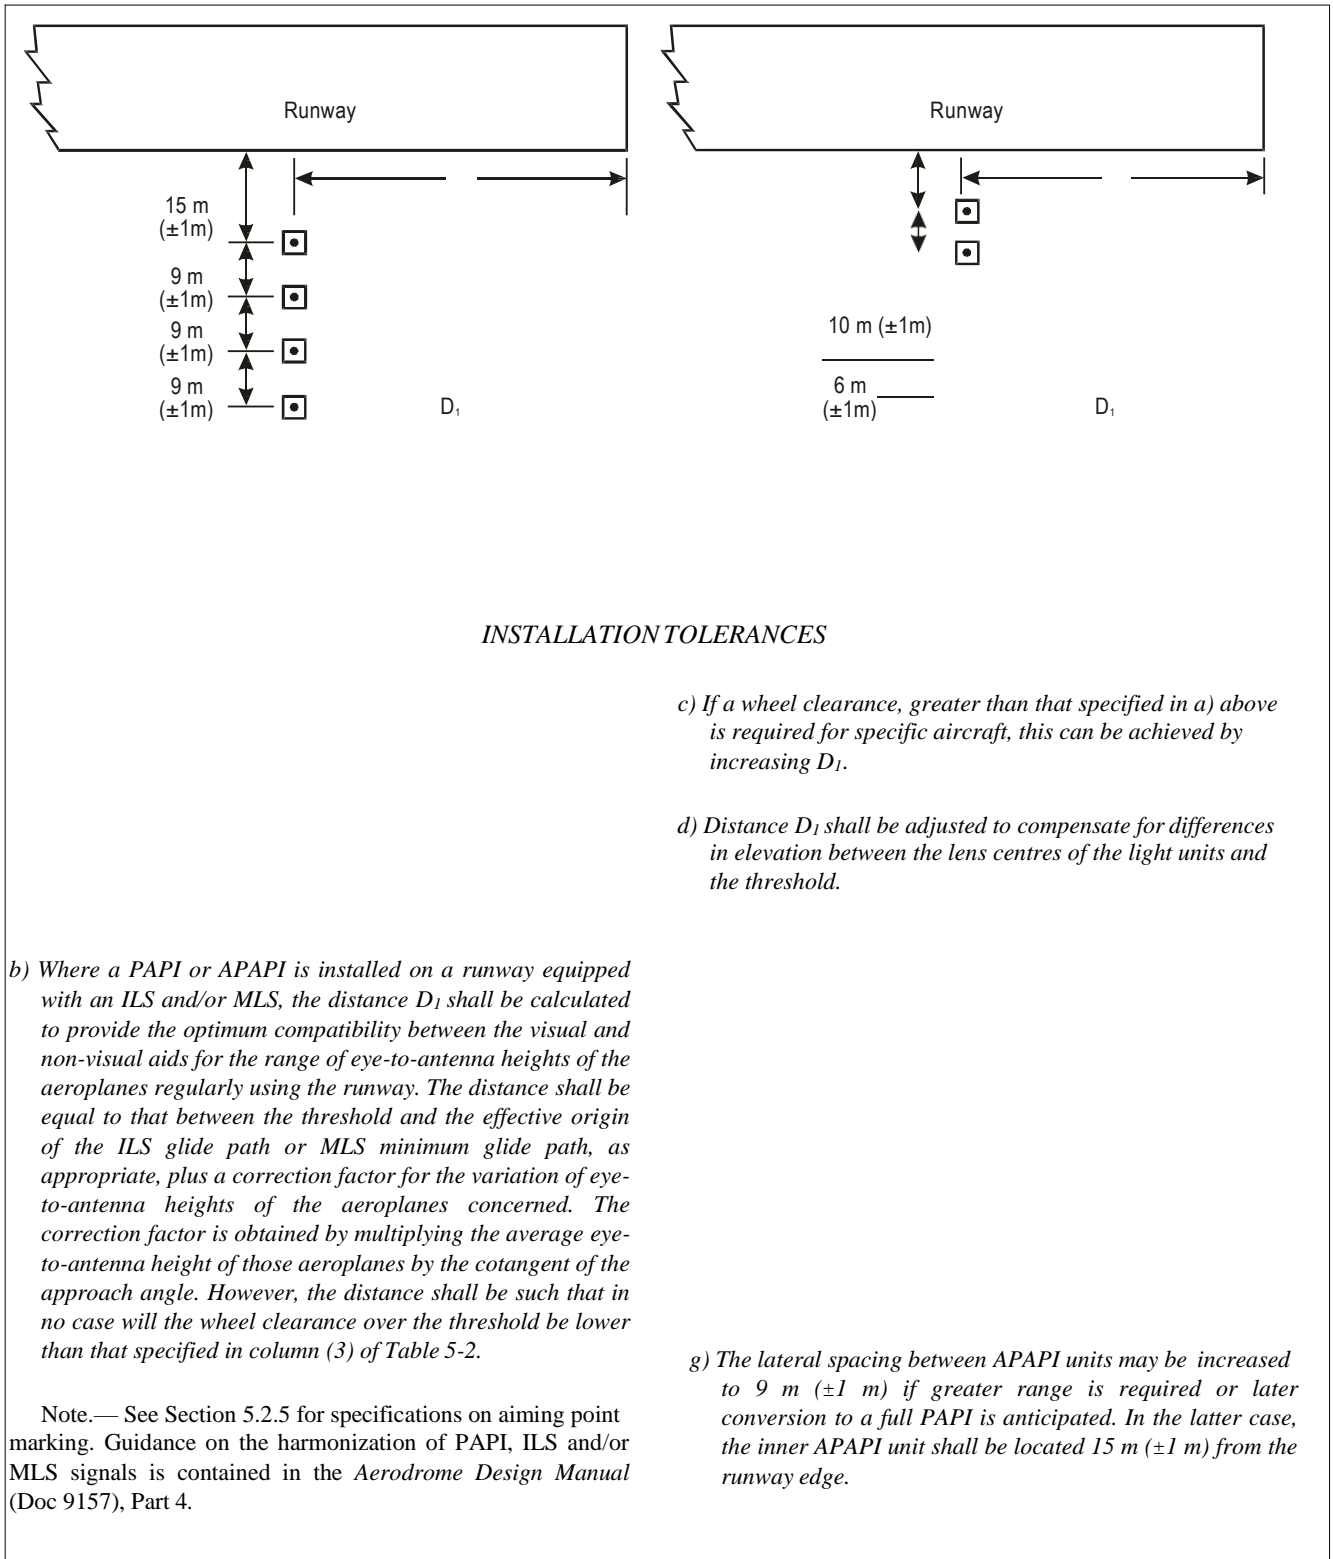 Runway
15 m
(±1m)
9 m
(±1m)
9 m
(±1m)
9 m
(±1m)
D₁
Runway
10 m (±1m)
6 m
(±1m)
D₁
INSTALLATION TOLERANCES
b) Where a PAPI or APAPI is installed on a runway equipped
with an ILS and/or MLS, the distance D₁ shall be calculated
to provide the optimum compatibility between the visual and
non-visual aids for the range of eye-to-antenna heights of the
aeroplanes regularly using the runway. The distance shall be
equal to that between the threshold and the effective origin
of the ILS glide path or MLS minimum glide path, as
appropriate, plus a correction factor for the variation of eye-
to-antenna heights of the aeroplanes concerned. The
correction factor is obtained by multiplying the average eye-
to-antenna height of those aeroplanes by the cotangent of the
approach angle. However, the distance shall be such that in
no case will the wheel clearance over the threshold be lower
than that specified in column (3) of Table 5-2.
Note.— See Section 5.2.5 for specifications on aiming point
marking. Guidance on the harmonization of PAPI, ILS and/or
MLS signals is contained in the Aerodrome Design Manual
(Doc 9157), Part 4.
c) If a wheel clearance, greater than that specified in a) above
is required for specific aircraft, this can be achieved by
increasing D₁.
d) Distance D₁ shall be adjusted to compensate for differences
in elevation between the lens centres of the light units and
the threshold.
g) The lateral spacing between APAPI units may be increased
to 9 m (±1 m) if greater range is required or later
conversion to a full PAPI is anticipated. In the latter case,
the inner APAPI unit shall be located 15 m (±1 m) from the
runway edge.